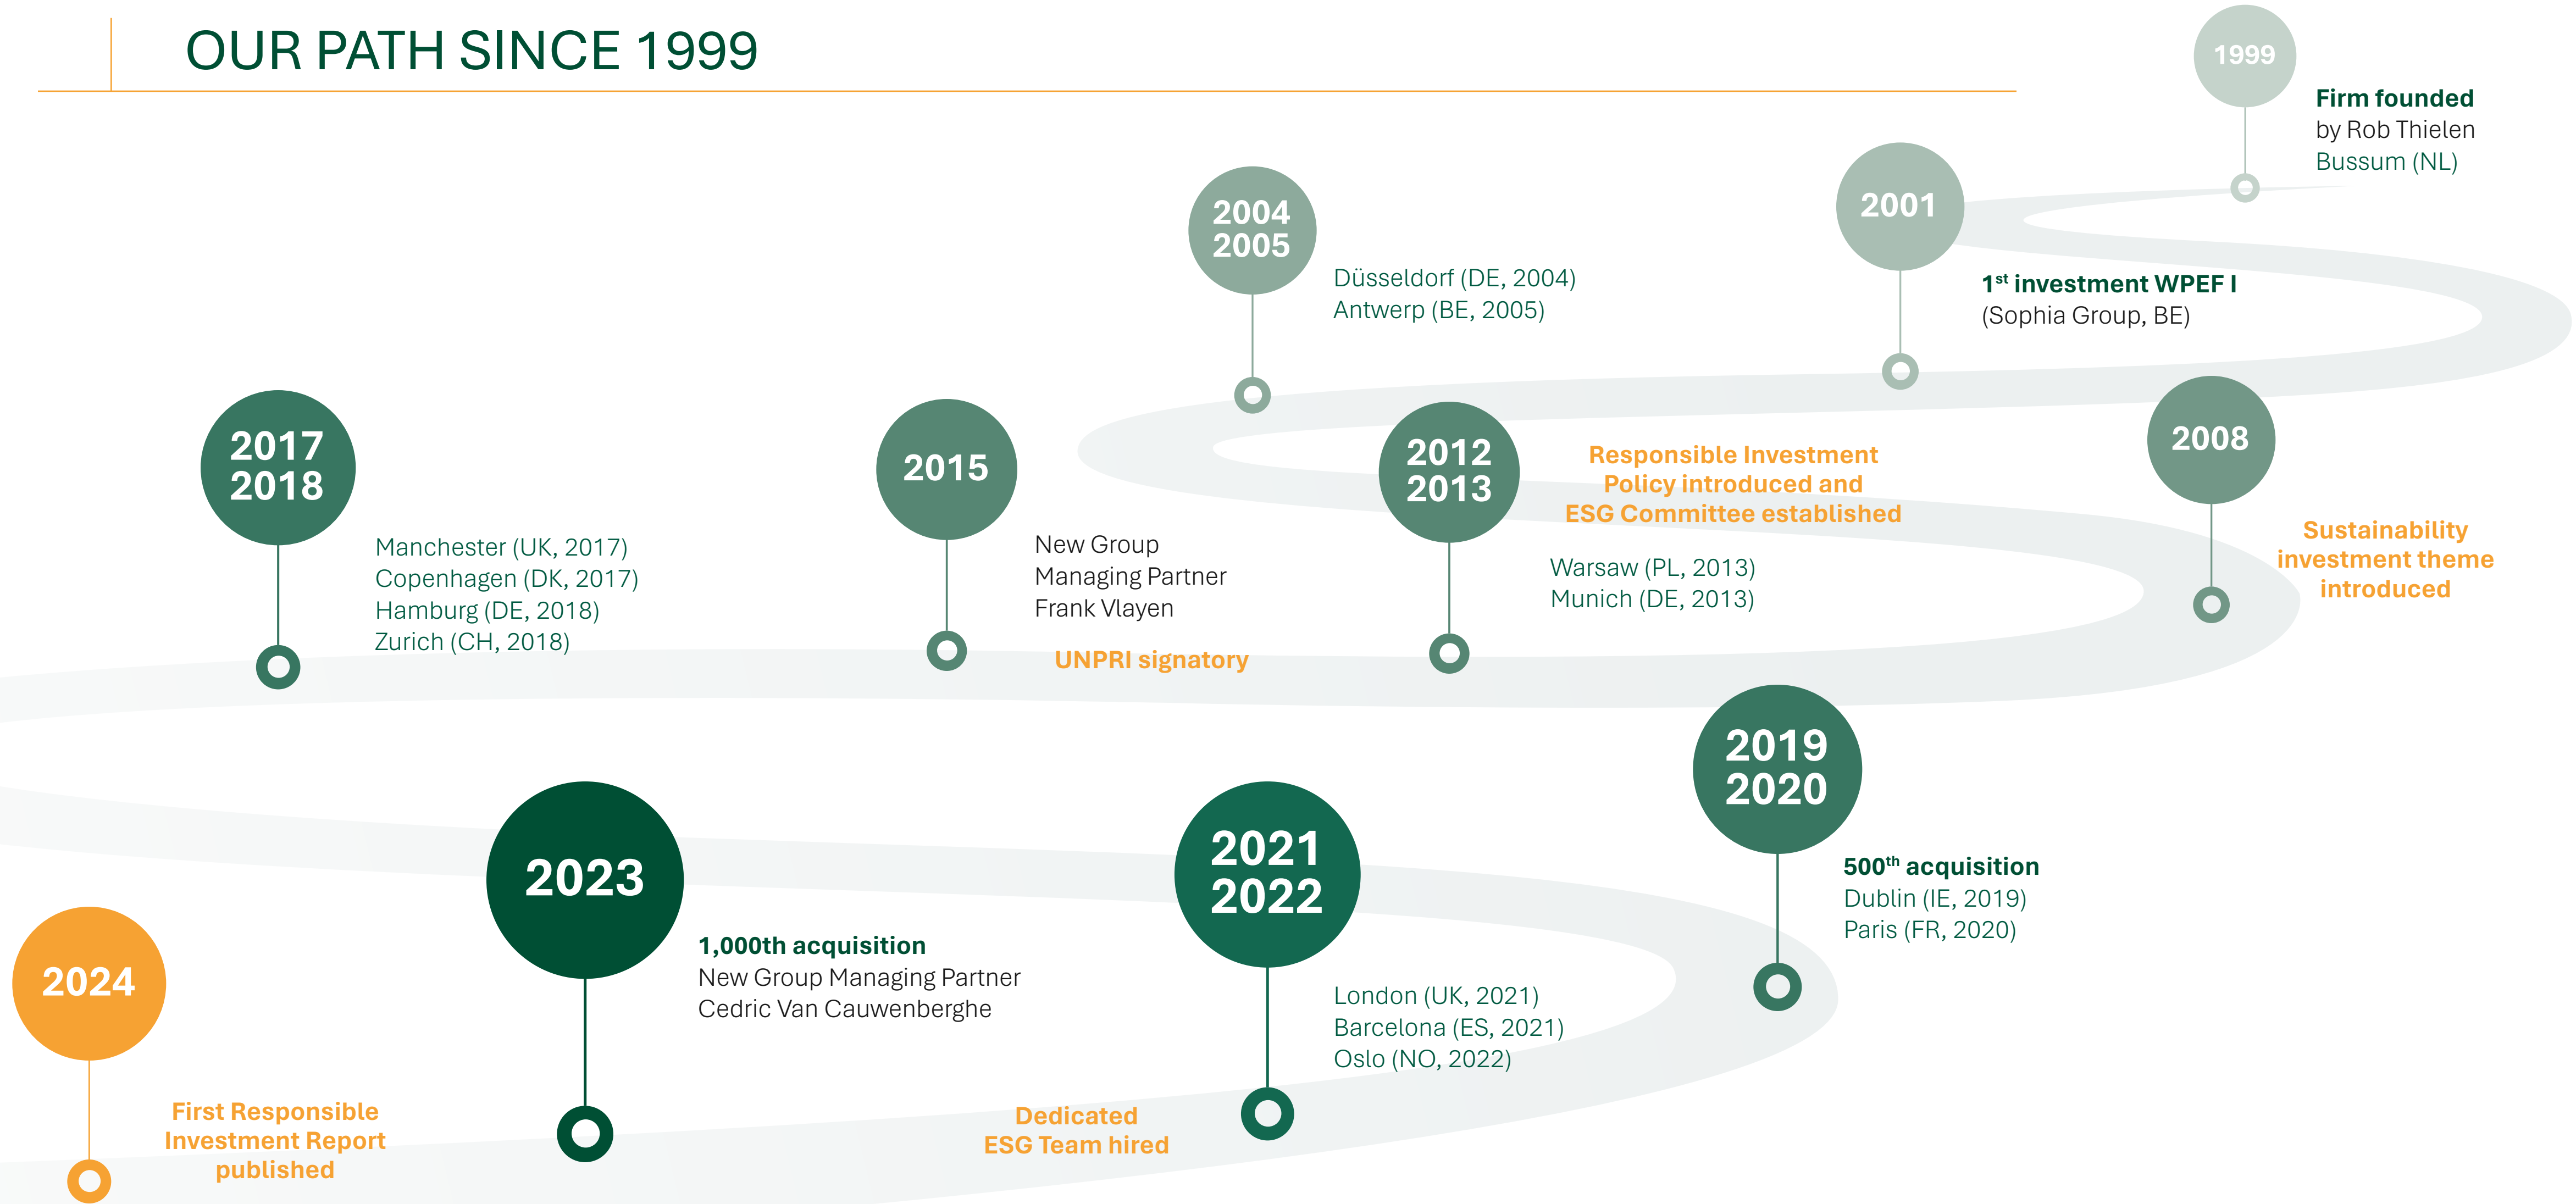 OUR PATH SINCE 1999
1999
Firm founded
by Rob Thielen
Bussum (NL)
2001
1st investment WPEF I
(Sophia Group, BE)
2004
2005
Düsseldorf (DE, 2004)
Antwerp (BE, 2005)
2008
Sustainability
investment theme
introduced
2012
2013
Responsible Investment
Policy introduced and
ESG Committee established
Warsaw (PL, 2013)
Munich (DE, 2013)
2015
New Group
Managing Partner
Frank Vlayen
UNPRI signatory
2017
2018
Manchester (UK, 2017)
Copenhagen (DK, 2017)
Hamburg (DE, 2018)
Zurich (CH, 2018)
2019
2020
500th acquisition
Dublin (IE, 2019)
Paris (FR, 2020)
2021
2022
London (UK, 2021)
Barcelona (ES, 2021)
Oslo (NO, 2022)
Dedicated
ESG Team hired
2023
1,000th acquisition
New Group Managing Partner
Cedric Van Cauwenberghe
2024
First Responsible
Investment Report
published